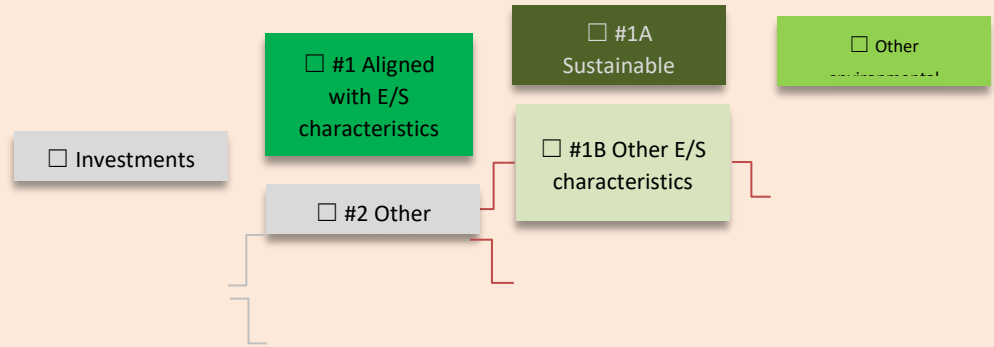 ☐ #1A
Sustainable
☐ Other
☐ #1 Aligned
with E/S
characteristics
☐ #1B Other E/S
characteristics
☐ Investments
☐ #2 Other